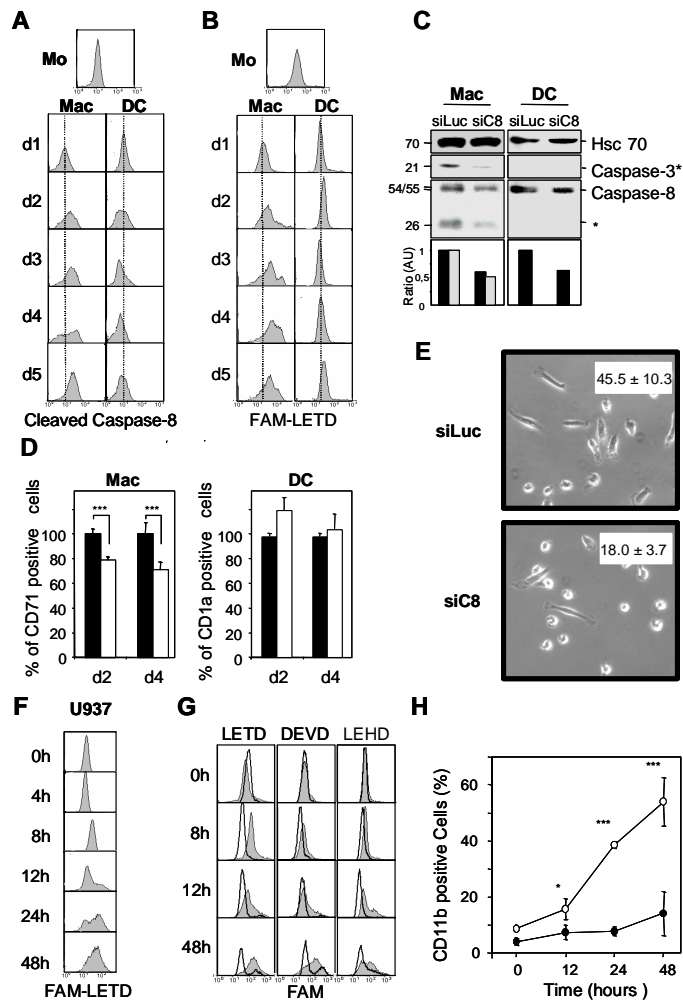 A
B
C
Mo
Mo
Mac DC
Mac DC
Mac DC
siLuc siC8 siLuc siC8
70 Hsc 70
21 Caspase-3*
54/55 Caspase-8
26 *
Ratio (AU)
1
0,5
0
d1
d2
d3
d4
d5
d1
d2
d3
d4
d5
Cleaved Caspase-8
FAM-LETD
D
Mac
DC
% of CD71 positive cells
100
80
60
40
20
0
*** ***
d2 d4
% of CD1a positive cells
100
80
60
40
20
0
d2 d4
E
siLuc
45.5 ± 10.3
siC8
18.0 ± 3.7
F
U937
0h
4h
8h
12h
24h
48h
FAM-LETD
G
LETD DEVD LEHD
0h
8h
12h
48h
FAM
H
CD11b positive Cells (%)
60
40
20
0
*
***
***
0 12 24 48
Time (hours )